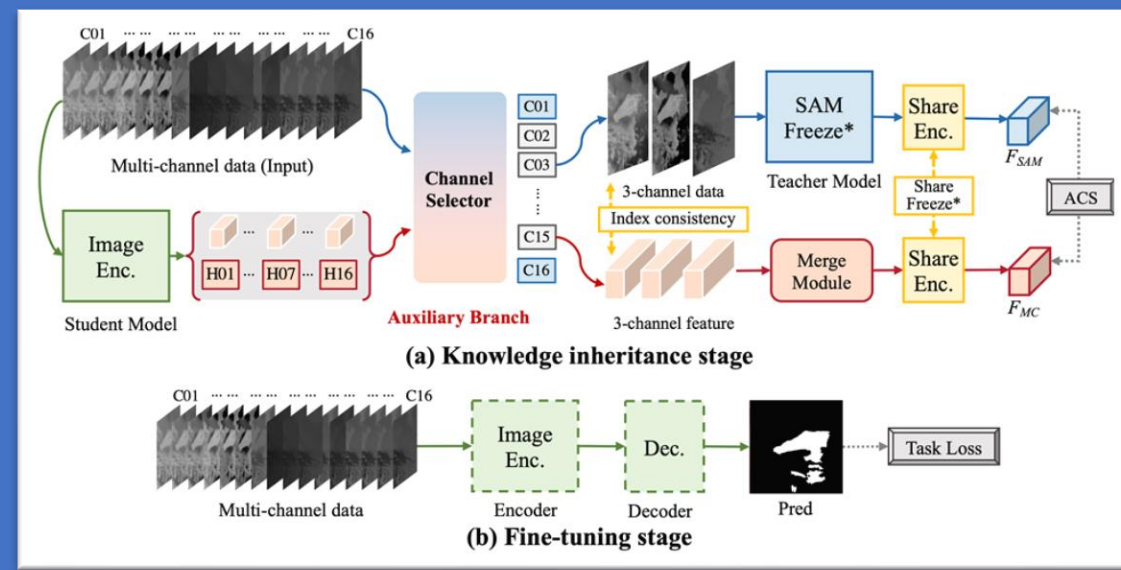 C01 ... ... ... ... ... ... C16
Multi-channel data (Input)
Image
Enc.
Student Model
... ...
H01 ... H07 ... H16
Channel
Selector
Auxiliary Branch
C01
C02
C03
C15
C16
3-channel data
Index consistency
3-channel feature
SAM
Freeze*
Teacher Model
Merge
Module
Share
Enc.
Share
Freeze*
Share
Enc.
F_SAM
F_MC
ACS
(a) Knowledge inheritance stage
C01 ... ... ... ... ... ... C16
Multi-channel data
Image
Enc.
Encoder
Dec.
Decoder
Pred
Task Loss
(b) Fine-tuning stage